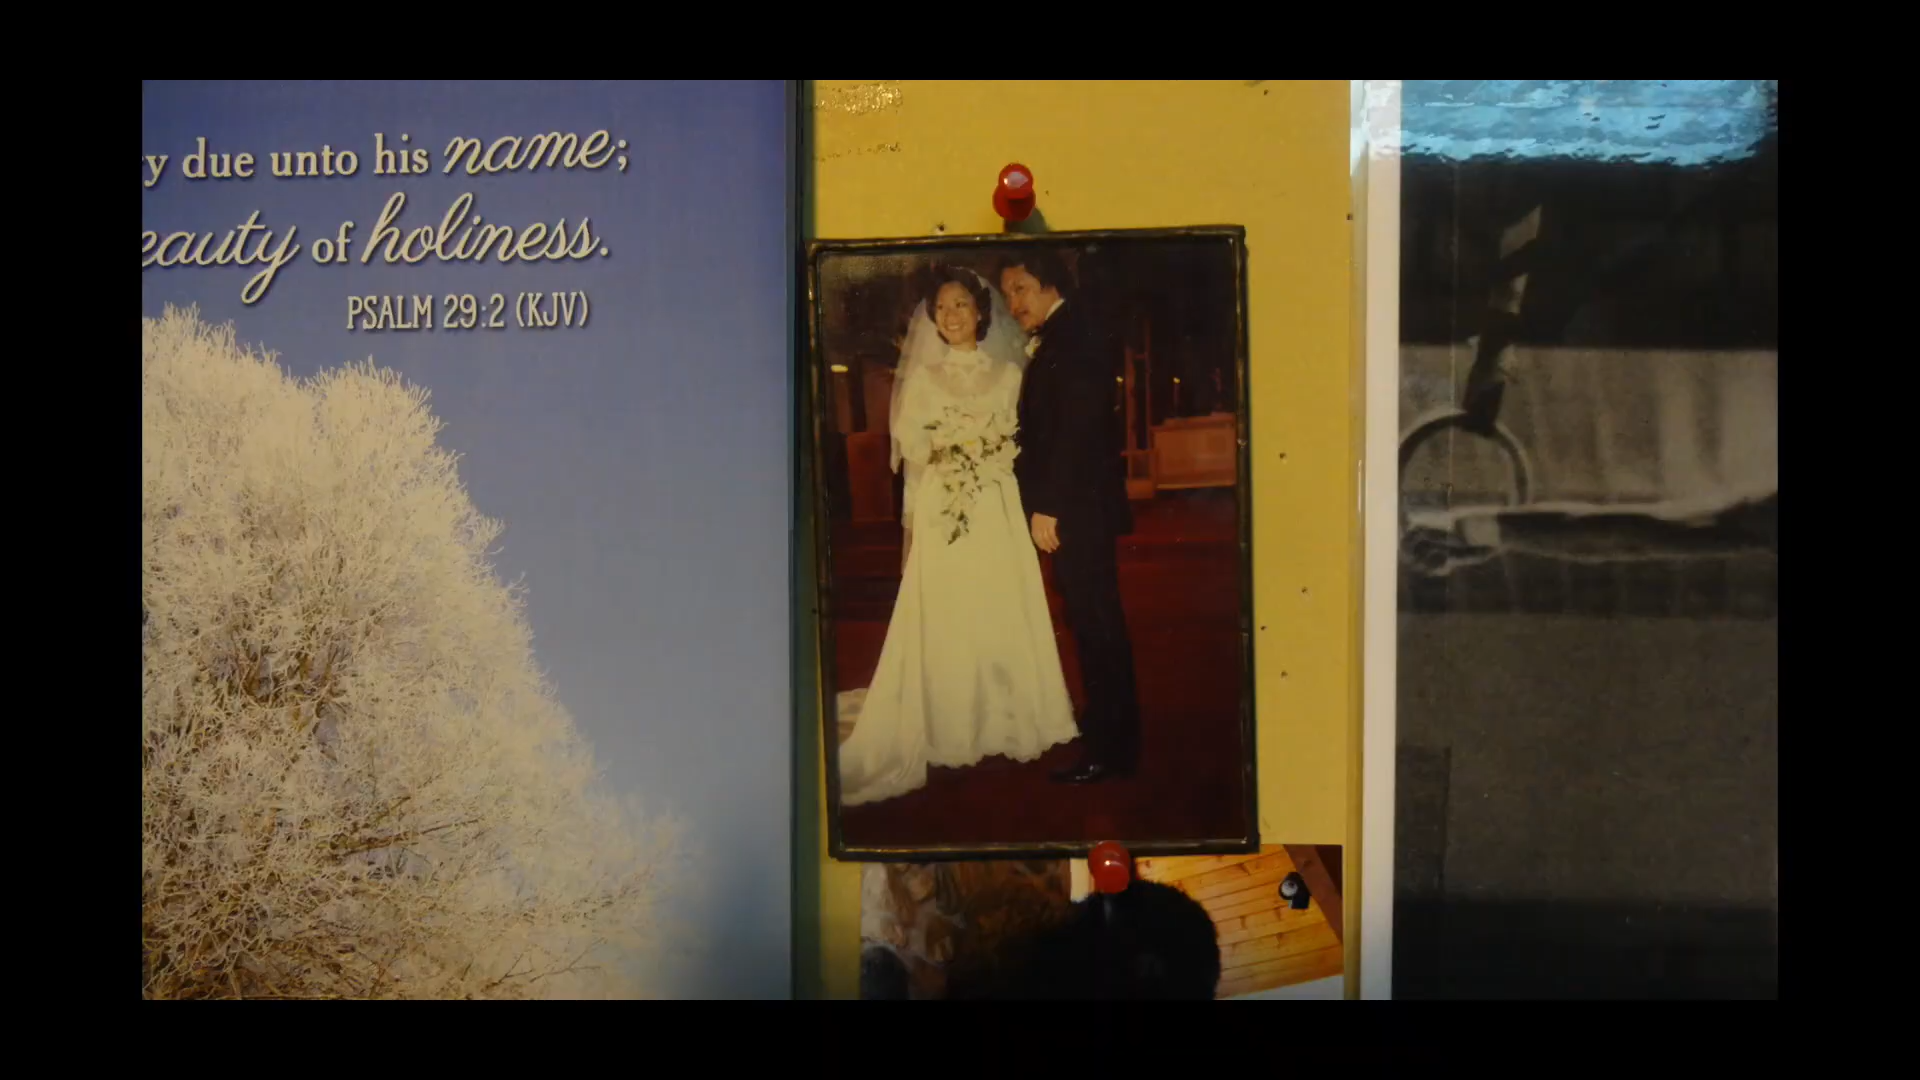 y due unto his name;
eauty of holiness.
PSALM 29:2 (KJV)